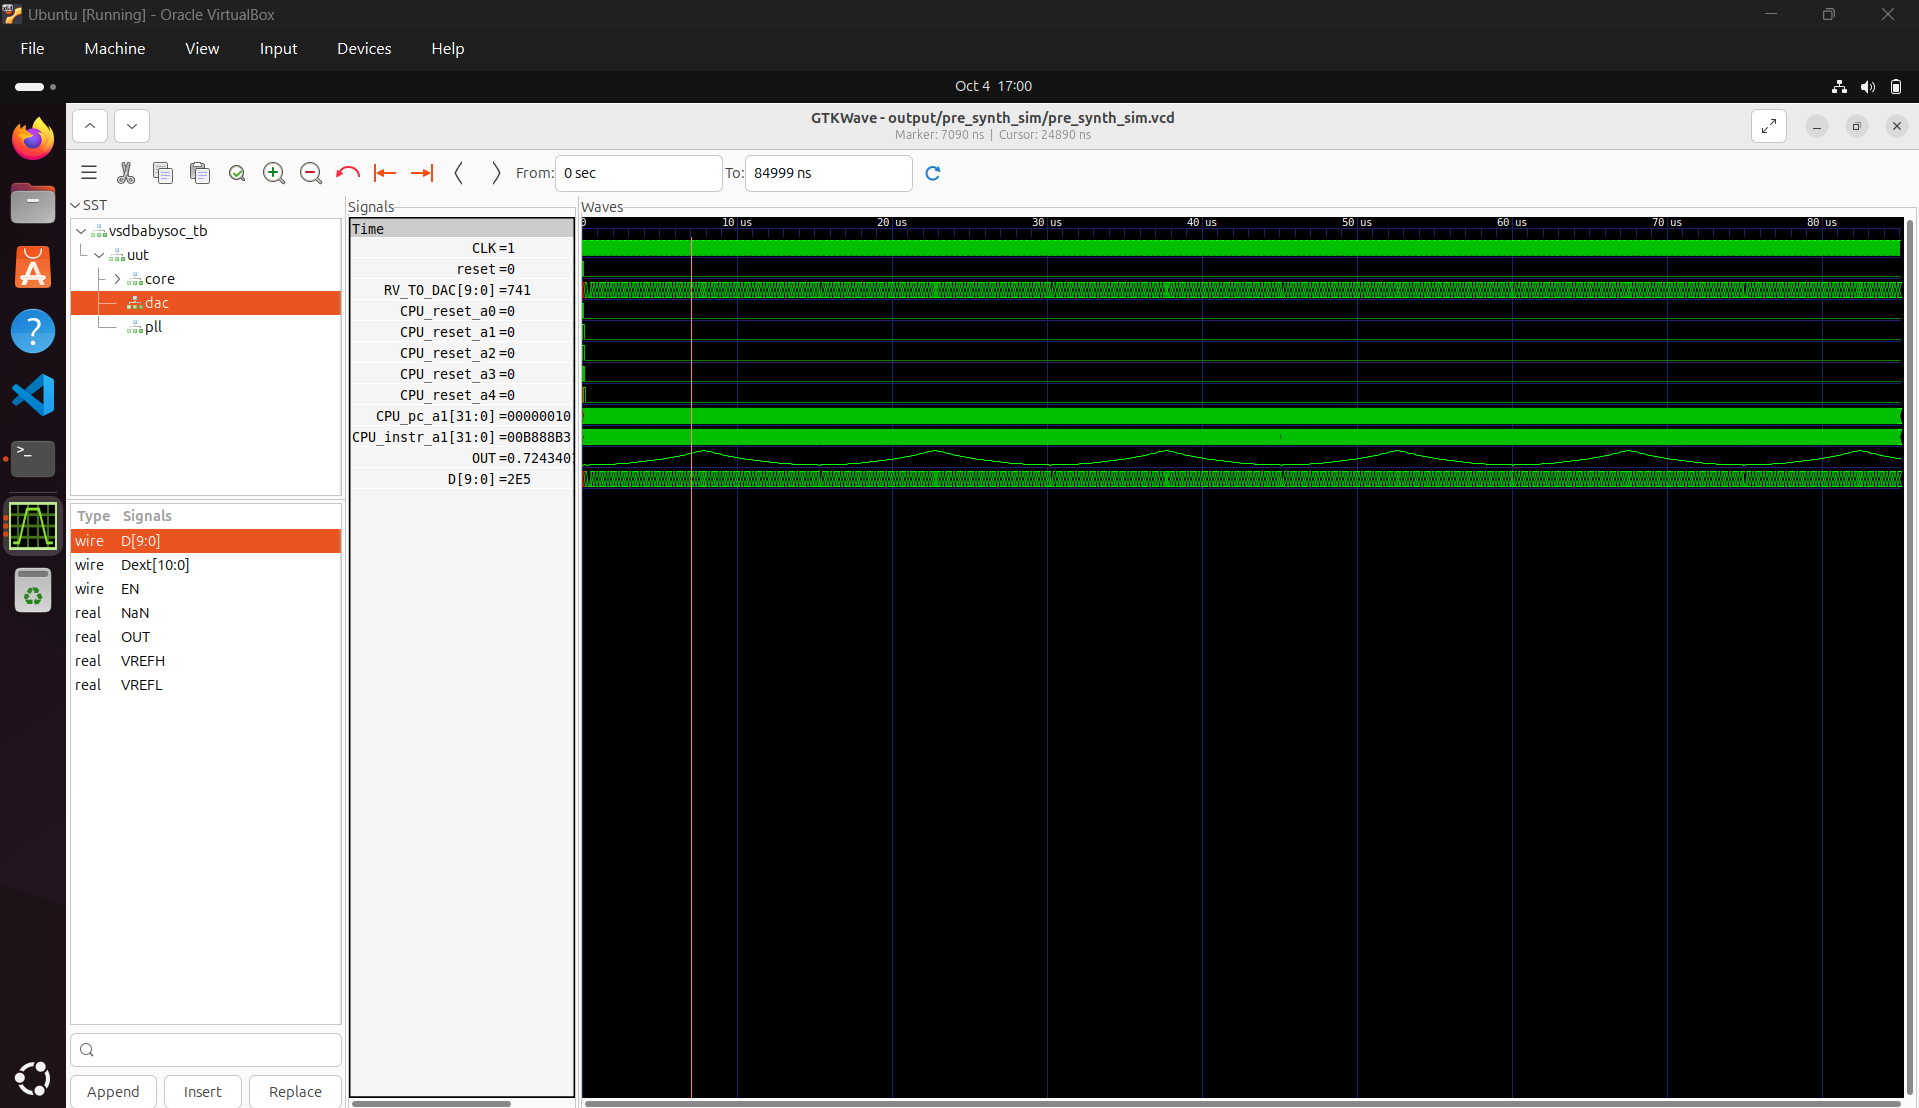 Ubuntu [Running] - Oracle VirtualBox
File Machine View Input Devices Help
Oct 4 17:00
GTKWave - output/pre_synth_sim/pre_synth_sim.vcd
Marker: 7090 ns | Cursor: 24890 ns
From: 0 sec To: 84999 ns
SST
vsdbabysoc_tb
uut
core
dac
pll
Type Signals
wire D[9:0]
wire Dext[10:0]
wire EN
real NaN
real OUT
real VREFH
real VREFL
Append Insert Replace
Signals
Time
CLK =1
reset =0
RV_TO_DAC[9:0] =741
CPU_reset_a0 =0
CPU_reset_a1 =0
CPU_reset_a2 =0
CPU_reset_a3 =0
CPU_reset_a4 =0
CPU_pc_a1[31:0] =00000010
CPU_instr_a1[31:0] =00B888B3
OUT =0.724340
D[9:0] =2E5
Waves
0 10 us 20 us 30 us 40 us 50 us 60 us 70 us 80 us